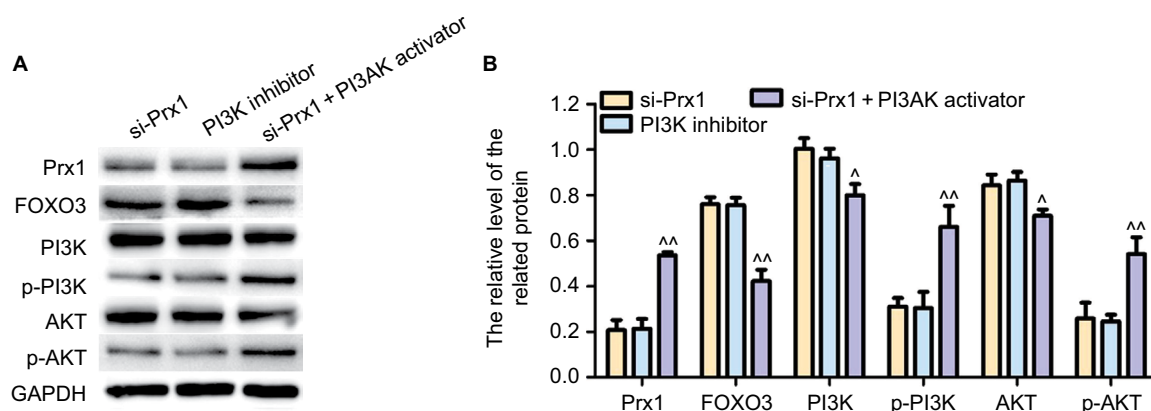 A
si-Prx1
PI3K inhibitor
si-Prx1 + PI3AK activator
Prx1
FOXO3
PI3K
p-PI3K
AKT
p-AKT
GAPDH
B
si-Prx1
si-Prx1 + PI3AK activator
PI3K inhibitor
The relative level of the
related protein
1.2
1.0
0.8
0.6
0.4
0.2
0.0
^^
^^
^
^^
^
^^
Prx1
FOXO3
PI3K
p-PI3K
AKT
p-AKT